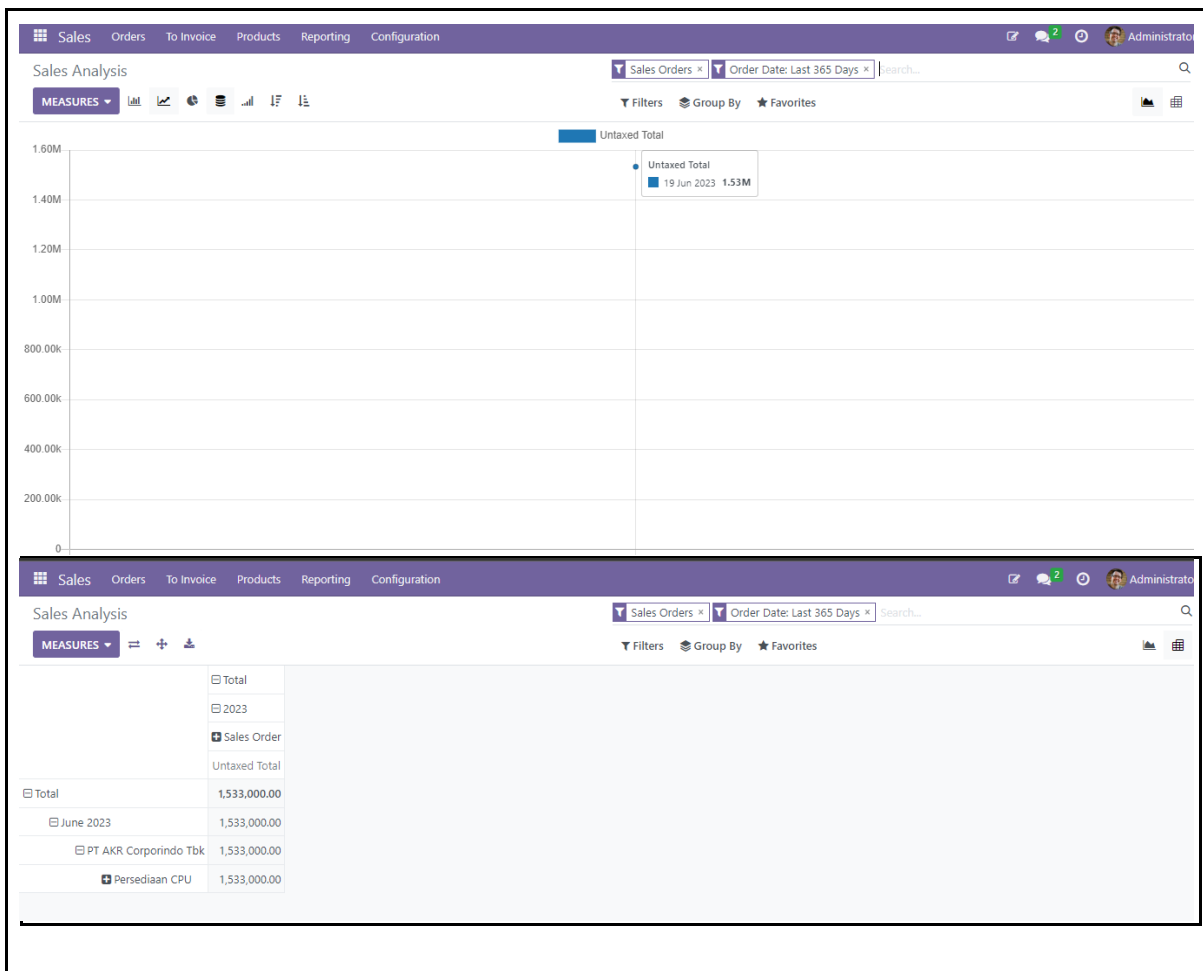 Sales Orders To Invoice Products Reporting Configuration 2 Administrator
Sales Analysis Sales Orders × Order Date: Last 365 Days × Search...
MEASURES Filters Group By Favorites
Untaxed Total
1.60M
Untaxed Total
19 Jun 2023 1.53M
1.40M
1.20M
1.00M
800.00k
600.00k
400.00k
200.00k
0
Sales Orders To Invoice Products Reporting Configuration 2 Administrato
Sales Analysis Sales Orders × Order Date: Last 365 Days × Search...
MEASURES Filters Group By Favorites
Total
2023
Sales Order
Untaxed Total
Total 1,533,000.00
June 2023 1,533,000.00
PT AKR Corporindo Tbk 1,533,000.00
Persediaan CPU 1,533,000.00